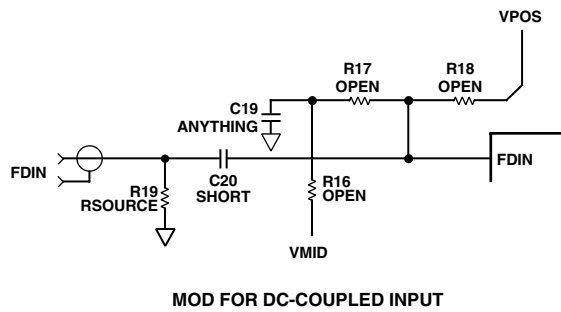 VPOS
R17
OPEN
R18
OPEN
C19
ANYTHING
FDIN
R19
RSOURCE
C20
SHORT
R16
OPEN
FDIN
VMID
MOD FOR DC-COUPLED INPUT